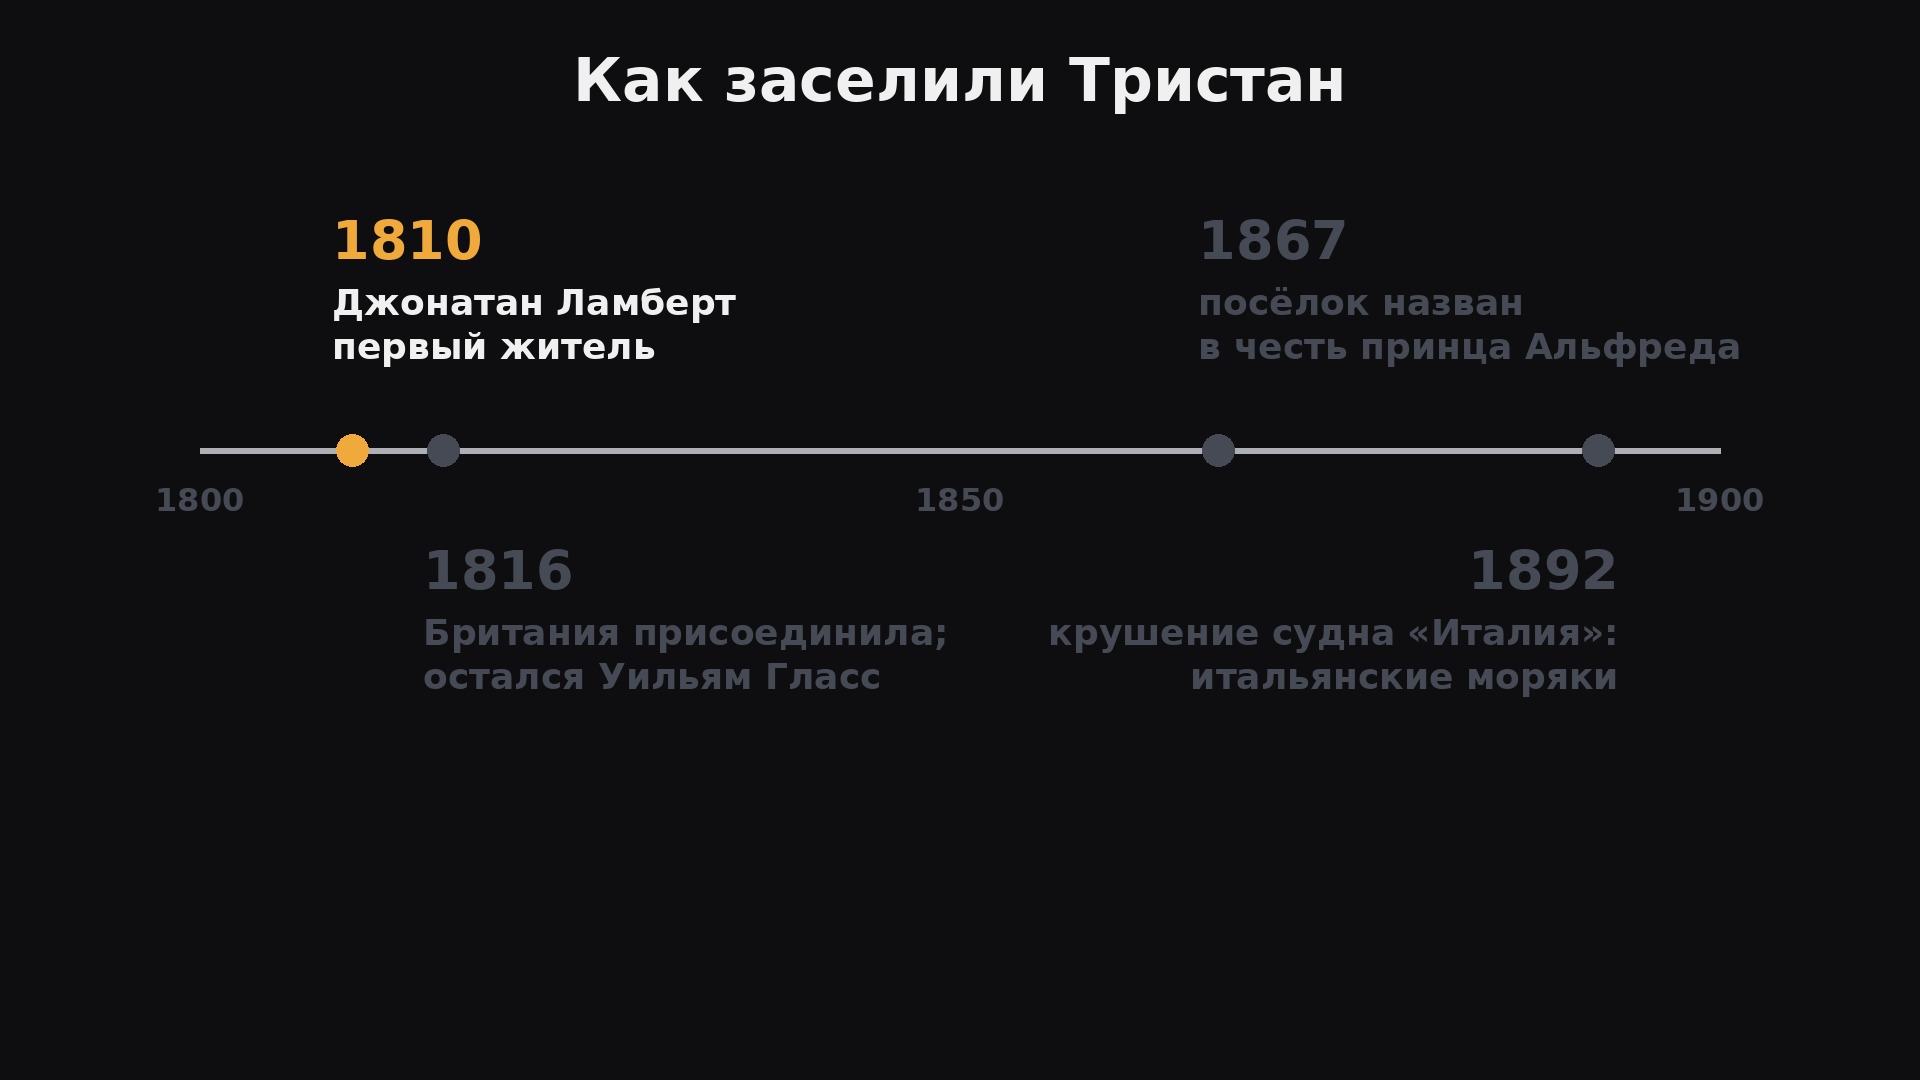 Как заселили Тристан
1810
Джонатан Ламберт
первый житель
1867
посёлок назван
в честь принца Альфреда
1800
1850
1900
1816
Британия присоединила;
остался Уильям Гласс
1892
крушение судна «Италия»:
итальянские моряки